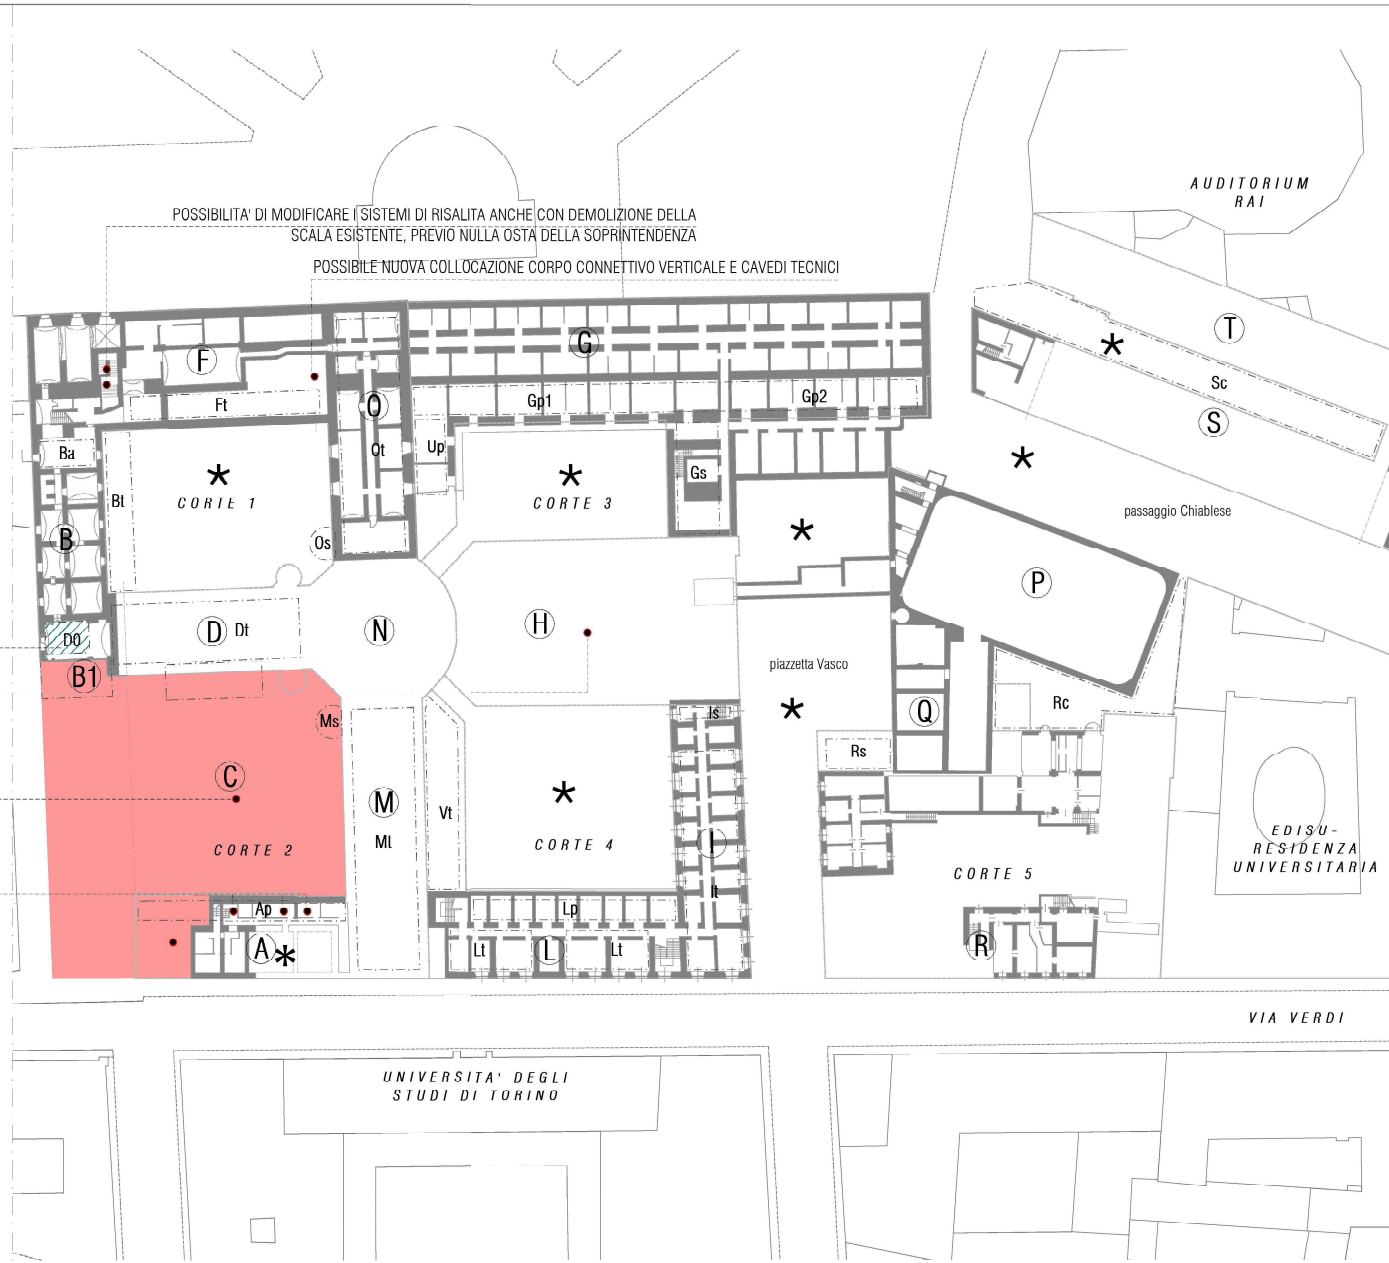 AUDITORIUM
RAI
POSSIBILITA' DI MODIFICARE I SISTEMI DI RISALITA ANCHE CON DEMOLIZIONE DELLA
SCALA ESISTENTE, PREVIO NULLA OSTA DELLA SOPRINTENDENZA
POSSIBILE NUOVA COLLOCAZIONE CORPO CONNETTIVO VERTICALE E CAVEDI TECNICI
T
G
F
Sc
Gp1
Gp2
O
Ft
S
Ot
Up
Ba
Gs
*
*
*
*
*
Bt
CORTE 1
CORTE 3
passaggio Chiablese
B
Os
P
H
N
D
Dt
D0
piazzetta Vasco
B1
Rc
*
Q
Is
Ms
Rs
C
*
M
Vt
Mt
I
CORTE 2
CORTE 4
EDISU-
RESIDENZA
UNIVERSITARIA
CORTE 5
It
Ap
Lp
A
*
Lt
L
Lt
R
VIA VERDI
UNIVERSITA' DEGLI
STUDI DI TORINO